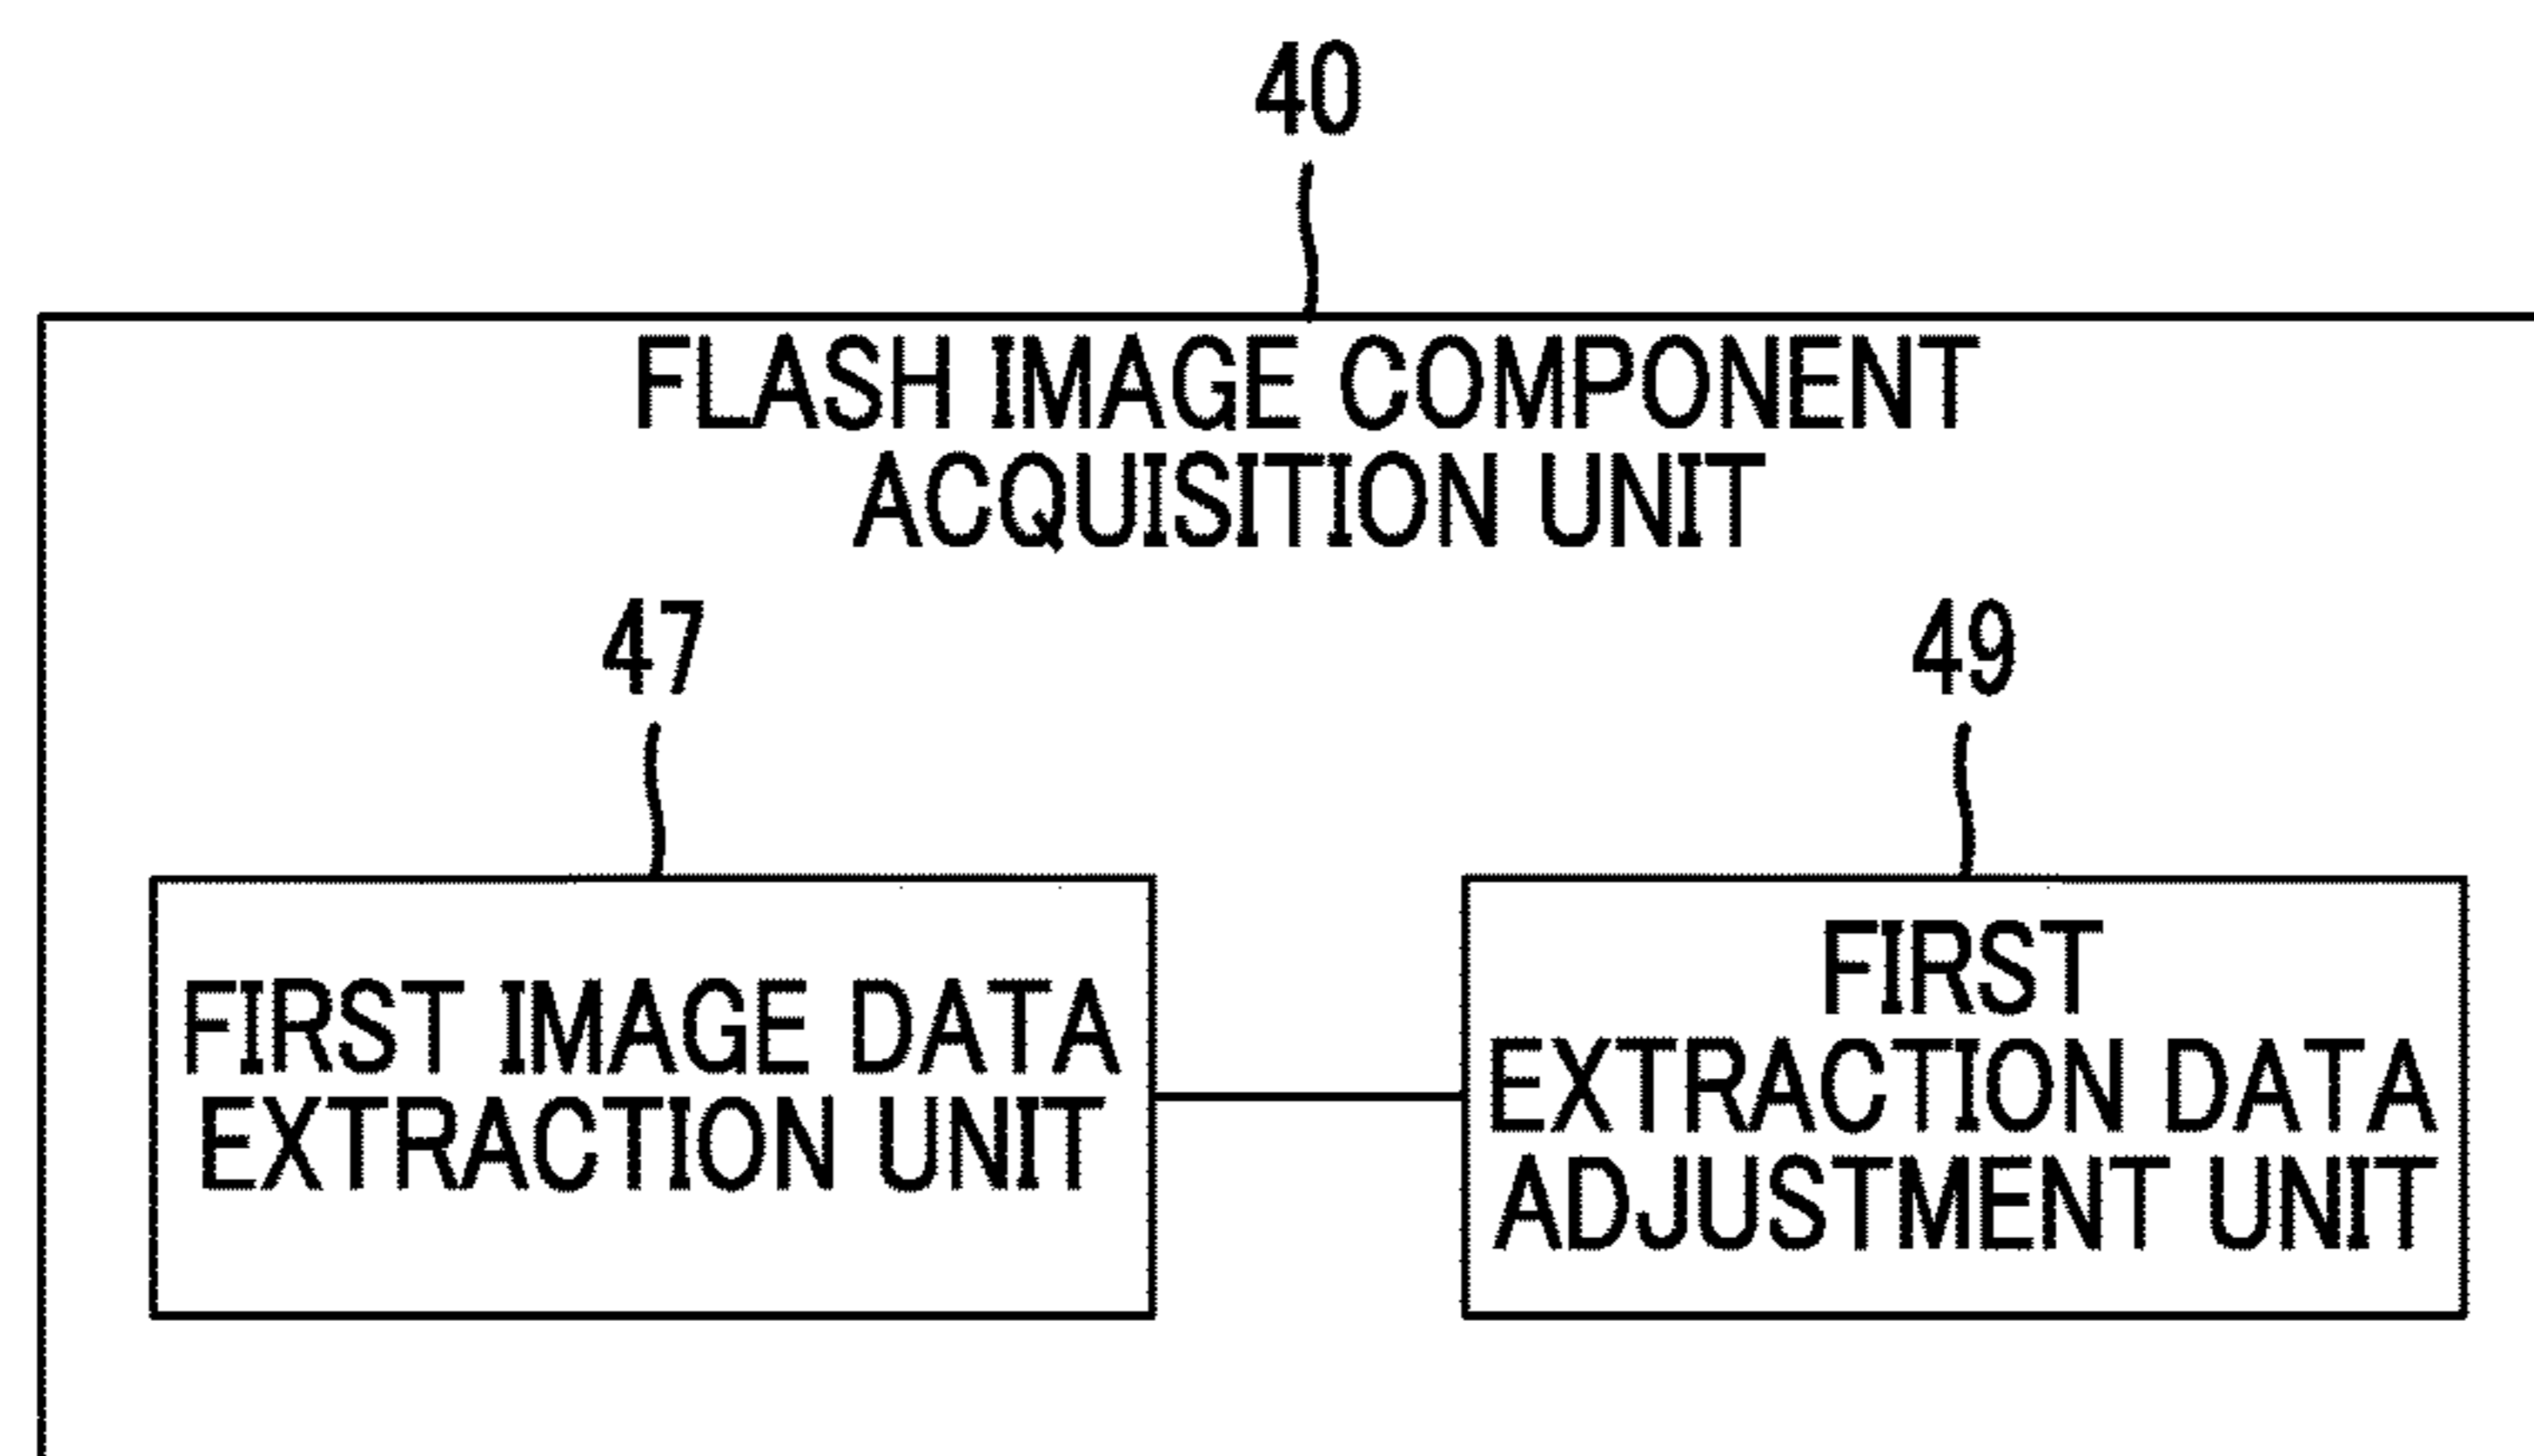 40
FLASH IMAGE COMPONENT
ACQUISITION UNIT
47
49
FIRST IMAGE DATA
EXTRACTION UNIT
FIRST
EXTRACTION DATA
ADJUSTMENT UNIT